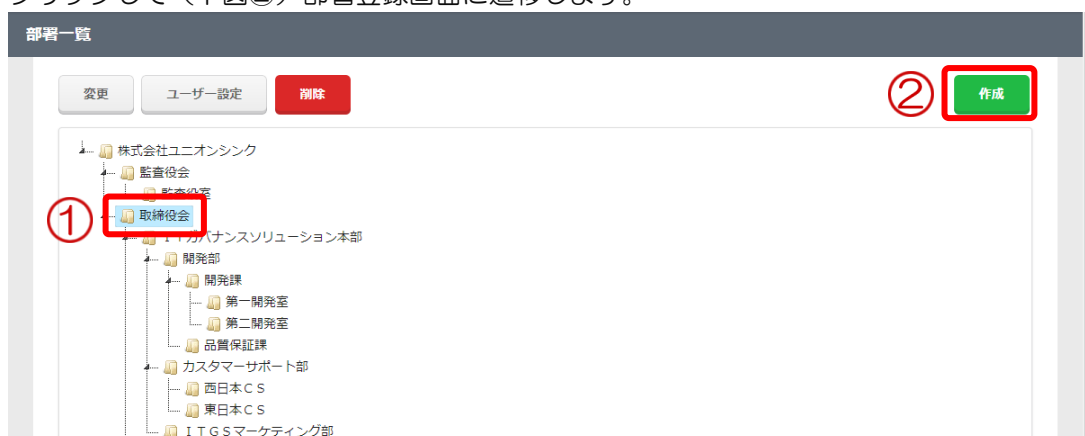 クリックして（下図②）部署登録画面に遷移します。
部署一覧
変更 ユーザー設定 削除 ② 作成
株式会社ユニオンシンク
監査役会
監査役室
① 取締役会
ＩＴガバナンスソリューション本部
開発部
開発課
第一開発室
第二開発室
品質保証課
カスタマーサポート部
西日本ＣＳ
東日本ＣＳ
ＩＴＧＳマーケティング部